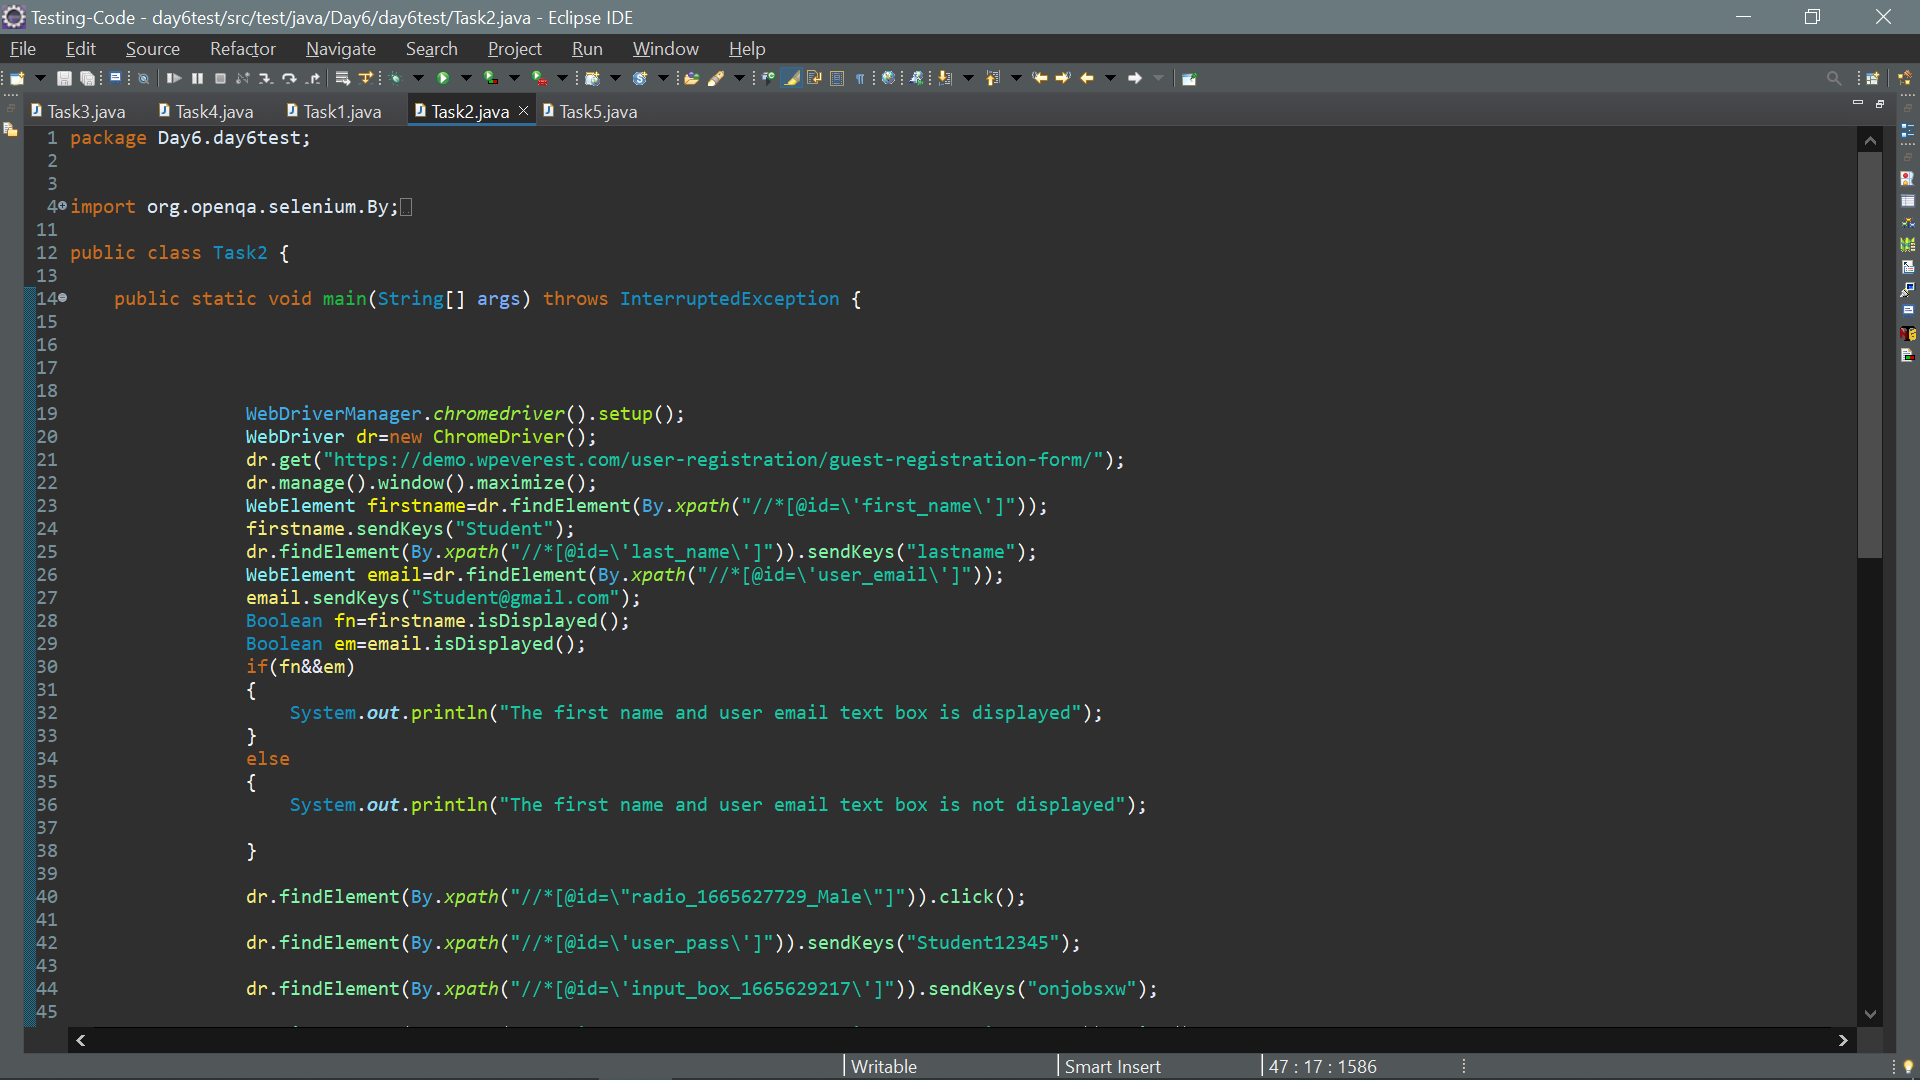 Testing-Code - day6test/src/test/java/Day6/day6test/Task2.java - Eclipse IDE
File Edit Source Refactor Navigate Search Project Run Window Help
Task3.java Task4.java Task1.java Task2.java Task5.java
1 package Day6.day6test;
2
3
4 import org.openqa.selenium.By;
11
12 public class Task2 {
13
14 public static void main(String[] args) throws InterruptedException {
15
16
17
18
19 WebDriverManager.chromedriver().setup();
20 WebDriver dr=new ChromeDriver();
21 dr.get("https://demo.wpeverest.com/user-registration/guest-registration-form/");
22 dr.manage().window().maximize();
23 WebElement firstname=dr.findElement(By.xpath("//*[@id=\'first_name\']"));
24 firstname.sendKeys("Student");
25 dr.findElement(By.xpath("//*[@id=\'last_name\']")).sendKeys("lastname");
26 WebElement email=dr.findElement(By.xpath("//*[@id=\'user_email\']"));
27 email.sendKeys("Student@gmail.com");
28 Boolean fn=firstname.isDisplayed();
29 Boolean em=email.isDisplayed();
30 if(fn&&em)
31 {
32 System.out.println("The first name and user email text box is displayed");
33 }
34 else
35 {
36 System.out.println("The first name and user email text box is not displayed");
37
38 }
39
40 dr.findElement(By.xpath("//*[@id=\"radio_1665627729_Male\"]")).click();
41
42 dr.findElement(By.xpath("//*[@id=\'user_pass\']")).sendKeys("Student12345");
43
44 dr.findElement(By.xpath("//*[@id=\'input_box_1665629217\']")).sendKeys("onjobsxw");
45
Writable Smart Insert 47 : 17 : 1586